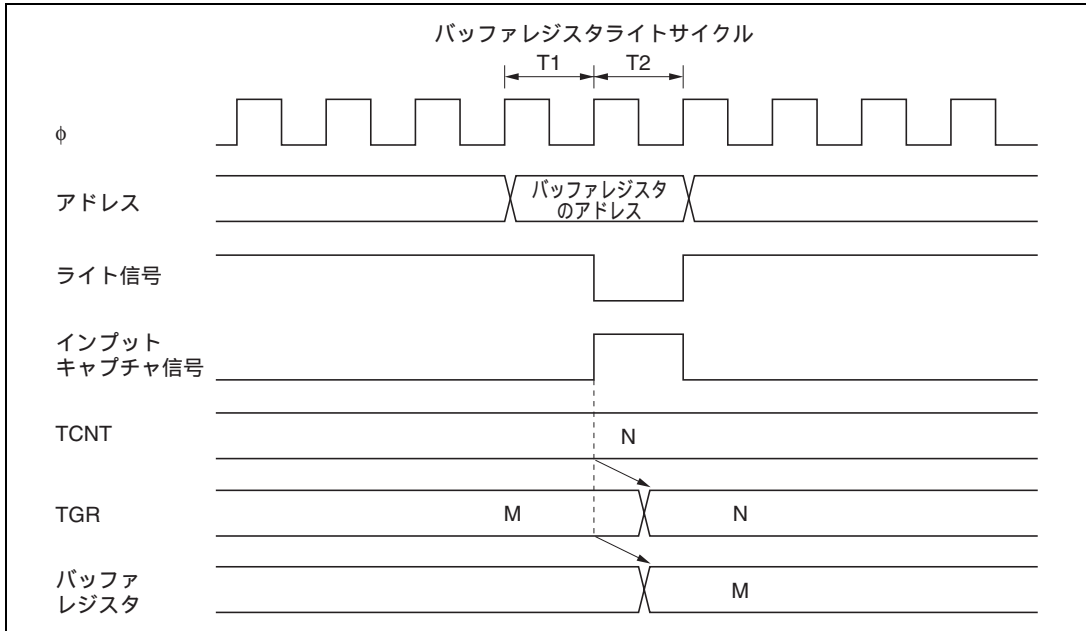 バッファレジスタライトサイクル
T1 T2
φ
アドレス
バッファレジスタ
のアドレス
ライト信号
インプット
キャプチャ信号
TCNT
N
TGR
M
N
バッファ
レジスタ
M